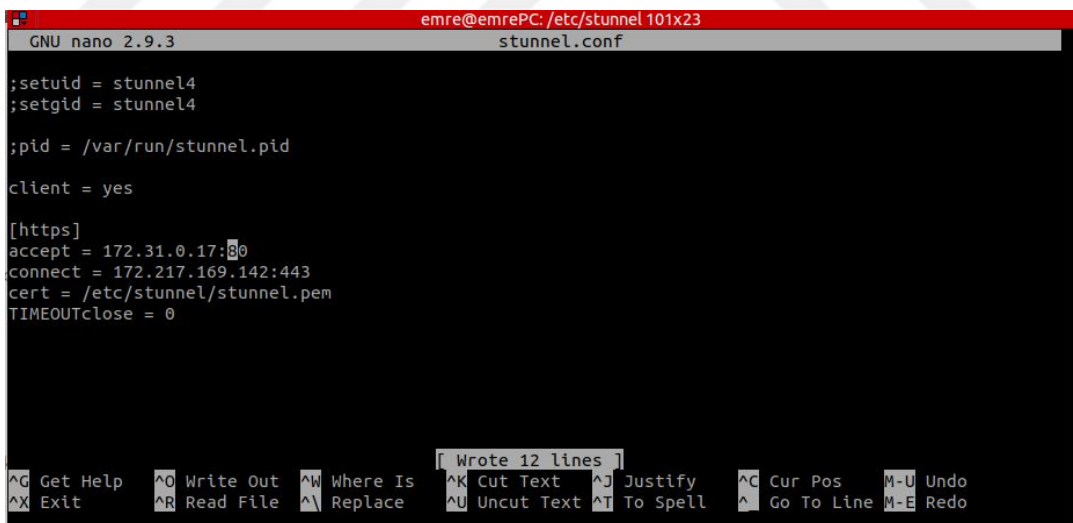 emre@emrePC: /etc/stunnel 101x23
GNU nano 2.9.3 stunnel.conf
;setuid = stunnel4
;setgid = stunnel4
;pid = /var/run/stunnel.pid
client = yes
[https]
accept = 172.31.0.17:80
connect = 172.217.169.142:443
cert = /etc/stunnel/stunnel.pem
TIMEOUTclose = 0
[ Wrote 12 lines ]
^G Get Help ^O Write Out ^W Where Is ^K Cut Text ^J Justify ^C Cur Pos M-U Undo
^X Exit ^R Read File ^\ Replace ^U Uncut Text ^T To Spell ^_ Go To Line M-E Redo